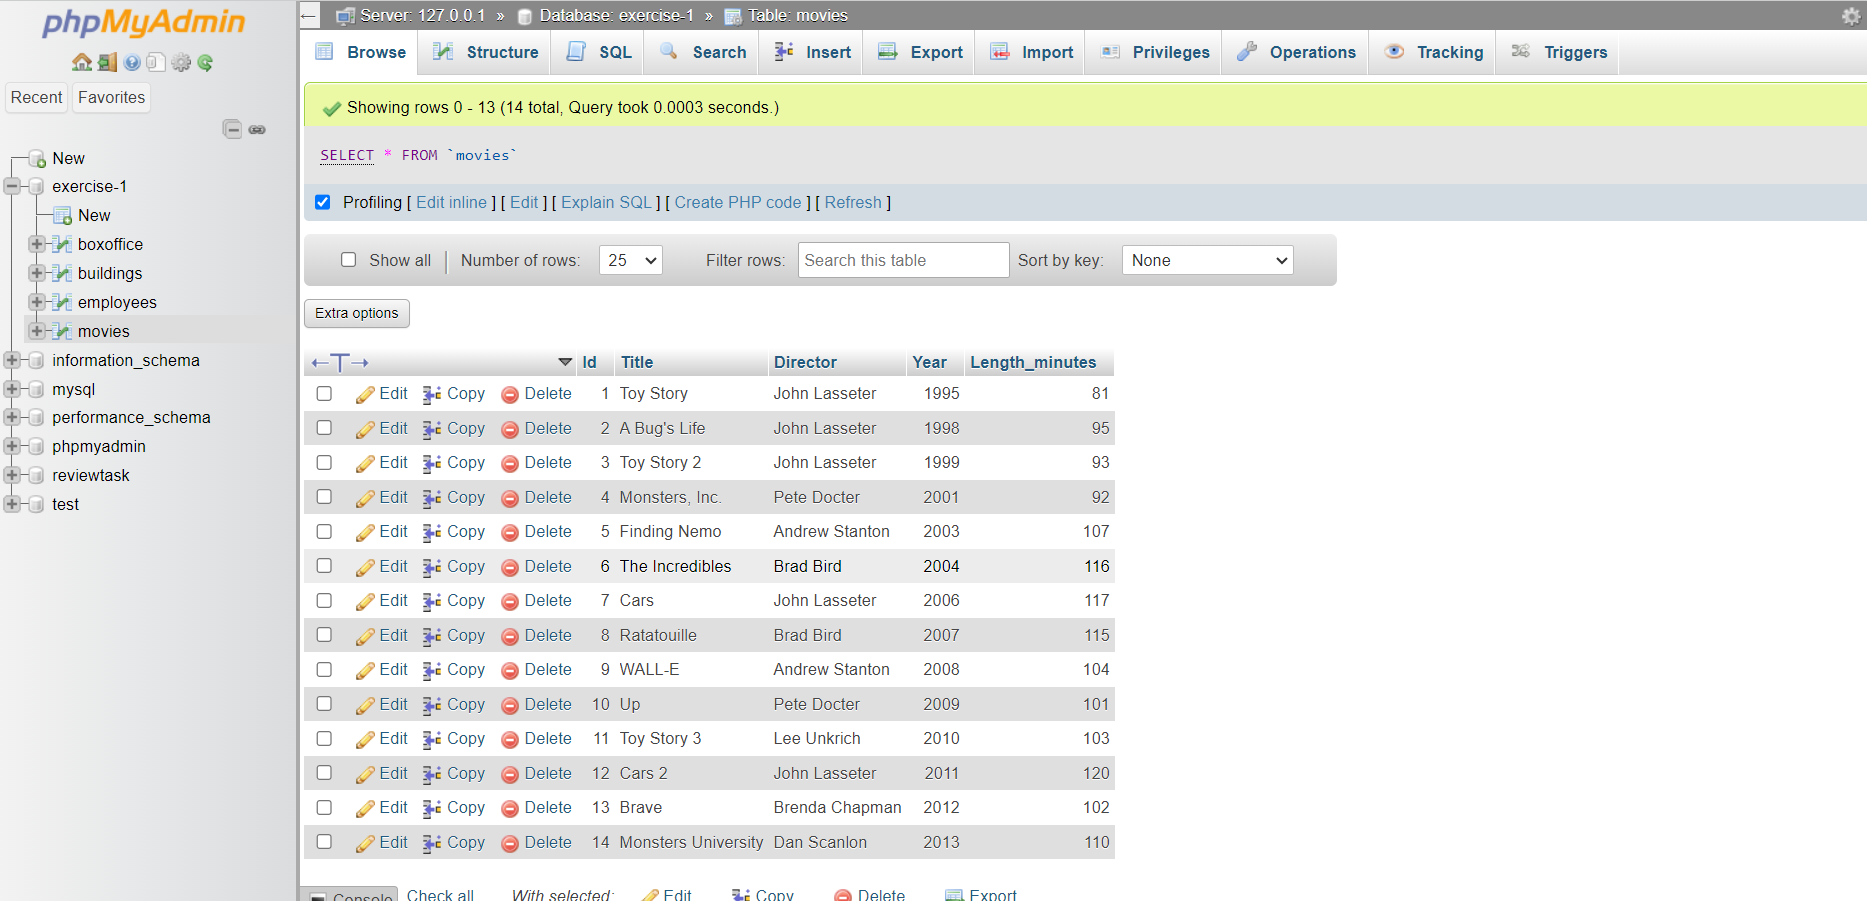 phpMyAdmin
Recent Favorites
New
exercise-1
New
boxoffice
buildings
employees
movies
information_schema
mysql
performance_schema
phpmyadmin
reviewtask
test
Server: 127.0.0.1 » Database: exercise-1 » Table: movies
Browse Structure SQL Search Insert Export Import Privileges Operations Tracking Triggers
Showing rows 0 - 13 (14 total, Query took 0.0003 seconds.)
SELECT * FROM `movies`
Profiling [ Edit inline ] [ Edit ] [ Explain SQL ] [ Create PHP code ] [ Refresh ]
Show all Number of rows: 25 Filter rows: Search this table Sort by key: None
Extra options
Id Title Director Year Length_minutes
Edit Copy Delete 1 Toy Story John Lasseter 1995 81
Edit Copy Delete 2 A Bug's Life John Lasseter 1998 95
Edit Copy Delete 3 Toy Story 2 John Lasseter 1999 93
Edit Copy Delete 4 Monsters, Inc. Pete Docter 2001 92
Edit Copy Delete 5 Finding Nemo Andrew Stanton 2003 107
Edit Copy Delete 6 The Incredibles Brad Bird 2004 116
Edit Copy Delete 7 Cars John Lasseter 2006 117
Edit Copy Delete 8 Ratatouille Brad Bird 2007 115
Edit Copy Delete 9 WALL-E Andrew Stanton 2008 104
Edit Copy Delete 10 Up Pete Docter 2009 101
Edit Copy Delete 11 Toy Story 3 Lee Unkrich 2010 103
Edit Copy Delete 12 Cars 2 John Lasseter 2011 120
Edit Copy Delete 13 Brave Brenda Chapman 2012 102
Edit Copy Delete 14 Monsters University Dan Scanlon 2013 110
Console Check all With selected: Edit Copy Delete Export